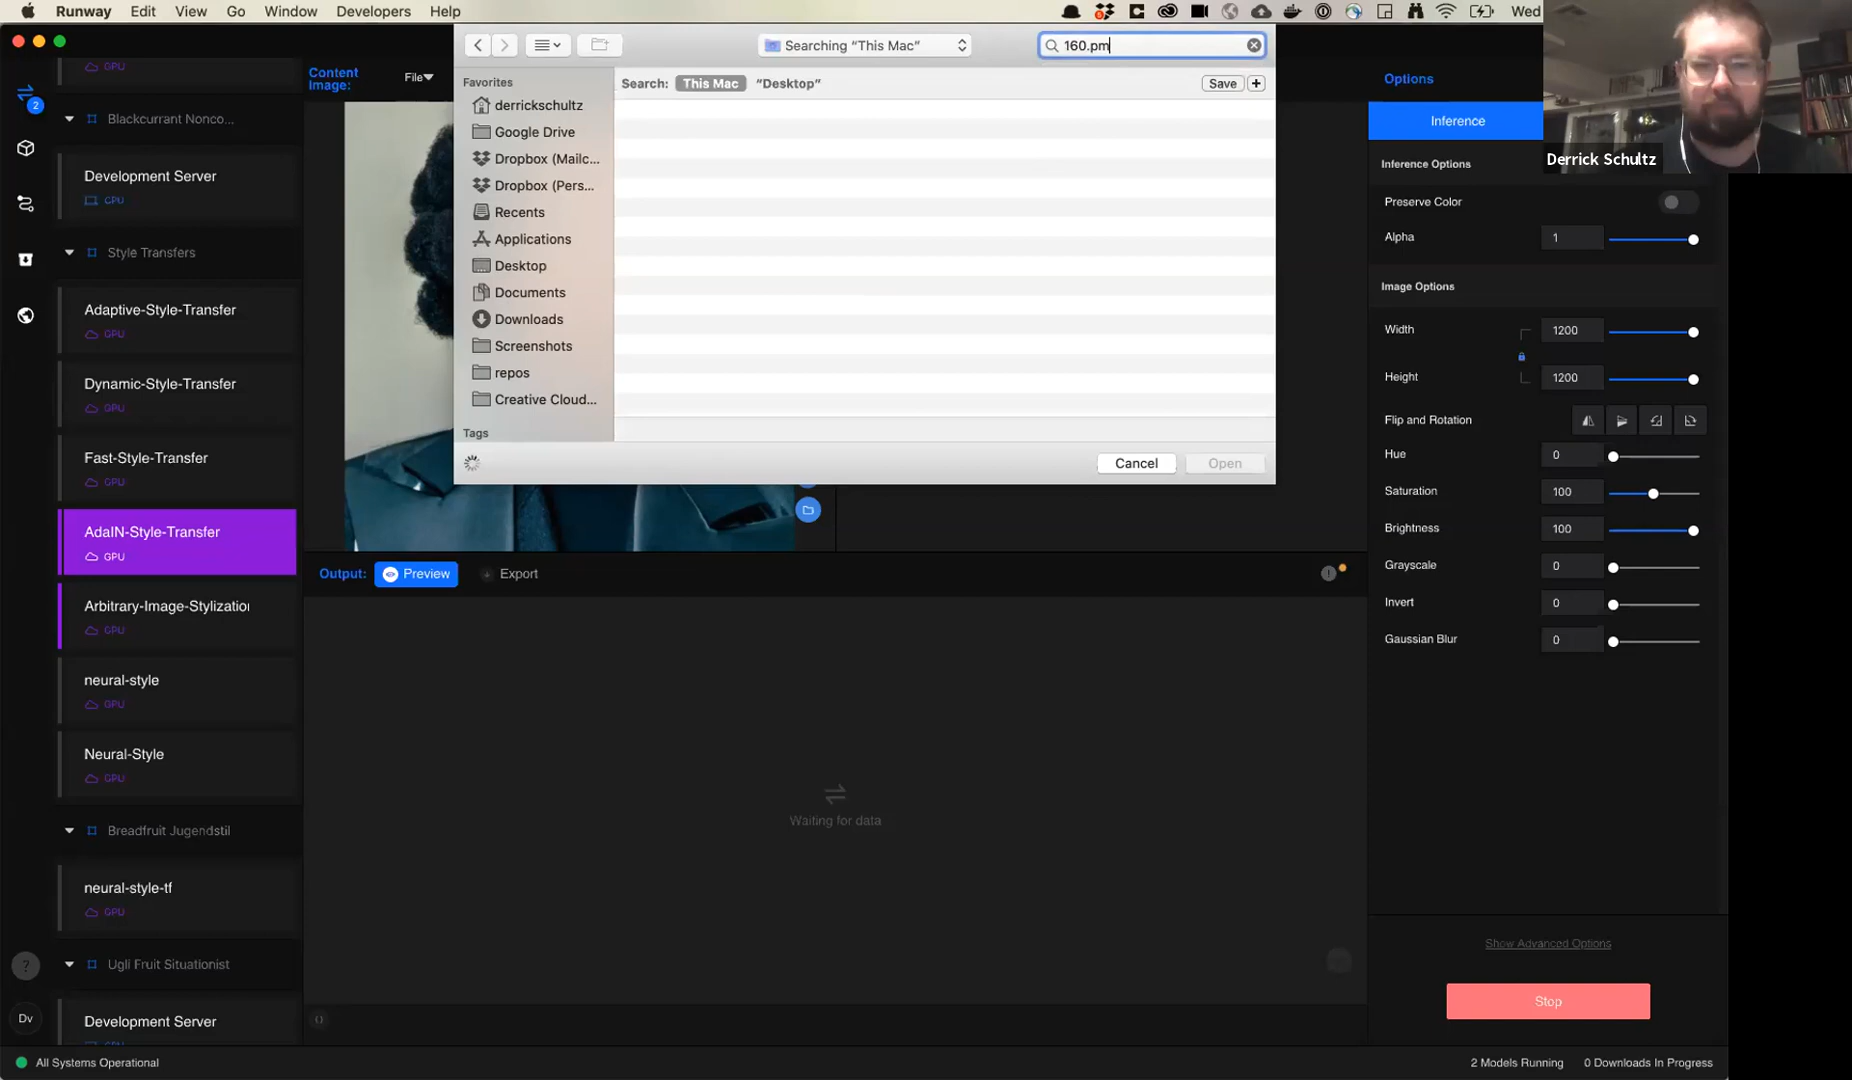 Runway File Edit View Go Window Developers Help Wed
GPU
2
Blackcurrant Nonco...
Development Server
GPU
Style Transfers
Adaptive-Style-Transfer
GPU
Dynamic-Style-Transfer
GPU
Fast-Style-Transfer
GPU
AdaIN-Style-Transfer
GPU
Arbitrary-Image-Stylization
GPU
neural-style
GPU
Neural-Style
GPU
Breadfruit Jugendstil
neural-style-tf
GPU
Ugli Fruit Situationist
Development Server
?
Dv
All Systems Operational
Content
Image:
File
Searching “This Mac”
160.pm
Favorites
derrickschultz
Google Drive
Dropbox (Mailc...
Dropbox (Pers...
Recents
Applications
Desktop
Documents
Downloads
Screenshots
repos
Creative Cloud...
Tags
Search: This Mac “Desktop”
Save +
Cancel Open
Output: Preview Export
Waiting for data
Options
Derrick Schultz
Inference
Inference Options
Preserve Color
Alpha 1
Image Options
Width 1200
Height 1200
Flip and Rotation
Hue 0
Saturation 100
Brightness 100
Grayscale 0
Invert 0
Gaussian Blur 0
Show Advanced Options
Stop
2 Models Running 0 Downloads In Progress